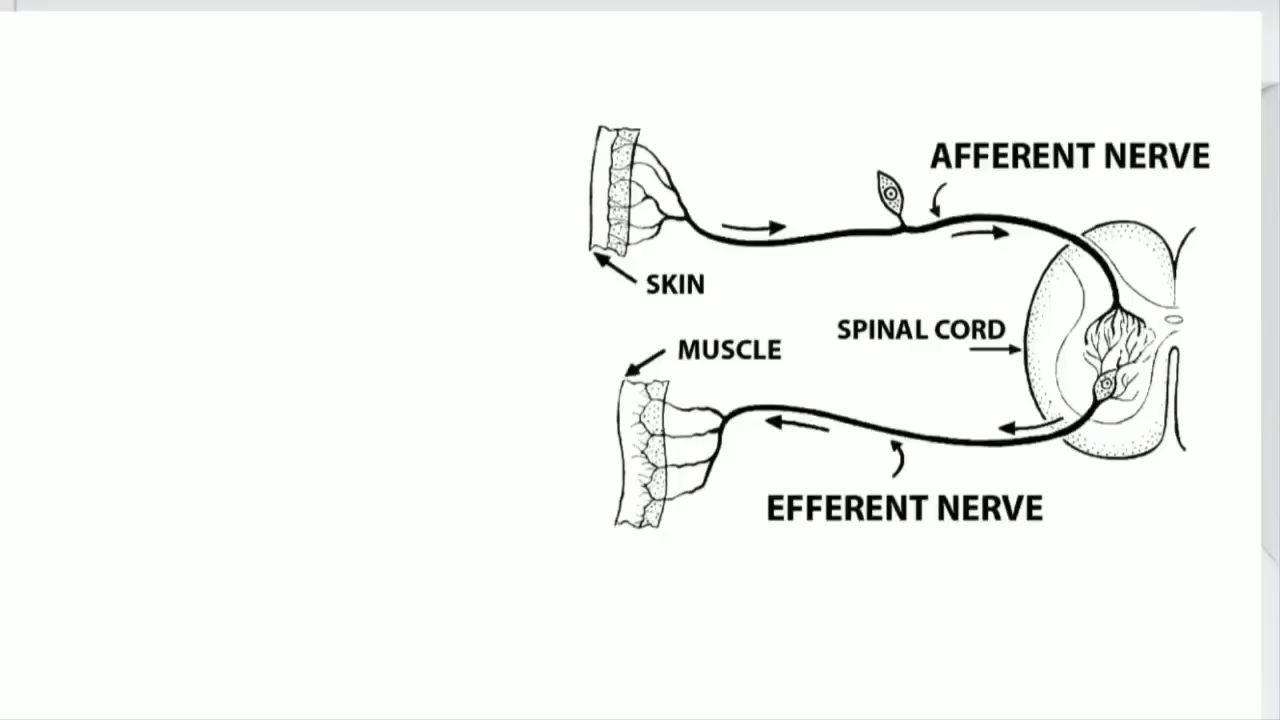 AFFERENT NERVE
SKIN
SPINAL CORD
MUSCLE
EFFERENT NERVE